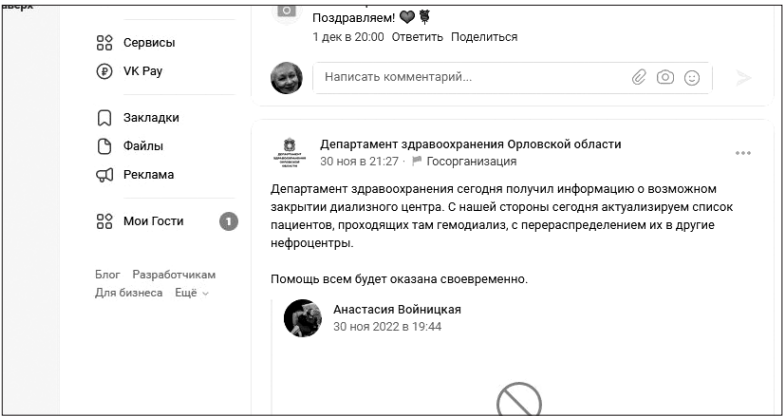 Сервисы
VK Pay
Закладки
Файлы
Реклама
Мои Гости 1
Блог Разработчикам
Для бизнеса Ещё
Поздравляем!
1 дек в 20:00 Ответить Поделиться
Написать комментарий...
Департамент здравоохранения Орловской области
30 ноя в 21:27 · Госорганизация
Департамент здравоохранения сегодня получил информацию о возможном
закрытии диализного центра. С нашей стороны сегодня актуализируем список
пациентов, проходящих там гемодиализ, с перераспределением их в другие
нефроцентры.
Помощь всем будет оказана своевременно.
Анастасия Войницкая
30 ноя 2022 в 19:44